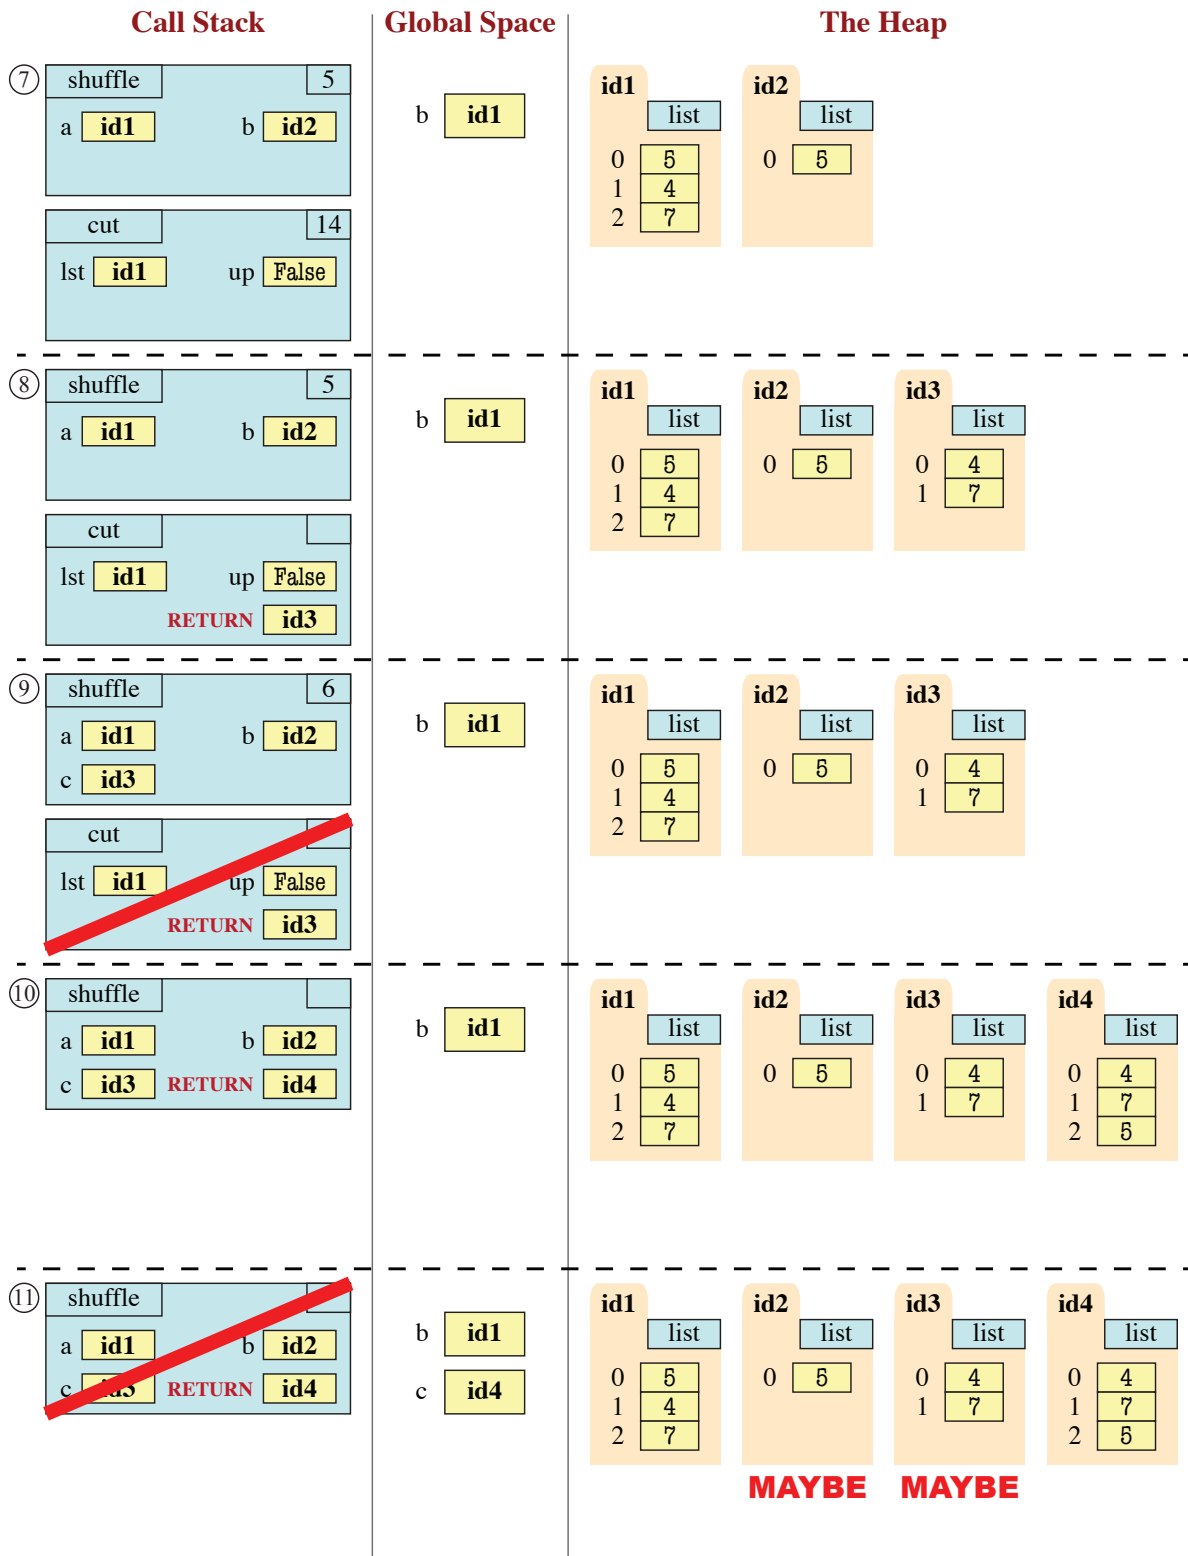 Call Stack Global Space The Heap
7 shuffle 5
a id1 b id2
cut 14
lst id1 up False
b id1
id1 id2
list list
0 5 0 5
1 4
2 7
8 shuffle 5
a id1 b id2
cut
lst id1 up False
RETURN id3
b id1
id1 id2 id3
list list list
0 5 0 5 0 4
1 4 1 7
2 7
9 shuffle 6
a id1 b id2
c id3
cut
lst id1 up False
RETURN id3
b id1
id1 id2 id3
list list list
0 5 0 5 0 4
1 4 1 7
2 7
10 shuffle
a id1 b id2
c id3 RETURN id4
b id1
id1 id2 id3 id4
list list list list
0 5 0 5 0 4 0 4
1 4 1 7 1 7
2 7 2 5
11 shuffle
a id1 b id2
c id3 RETURN id4
b id1
c id4
id1 id2 id3 id4
list list list list
0 5 0 5 0 4 0 4
1 4 1 7 1 7
2 7 2 5
MAYBE MAYBE